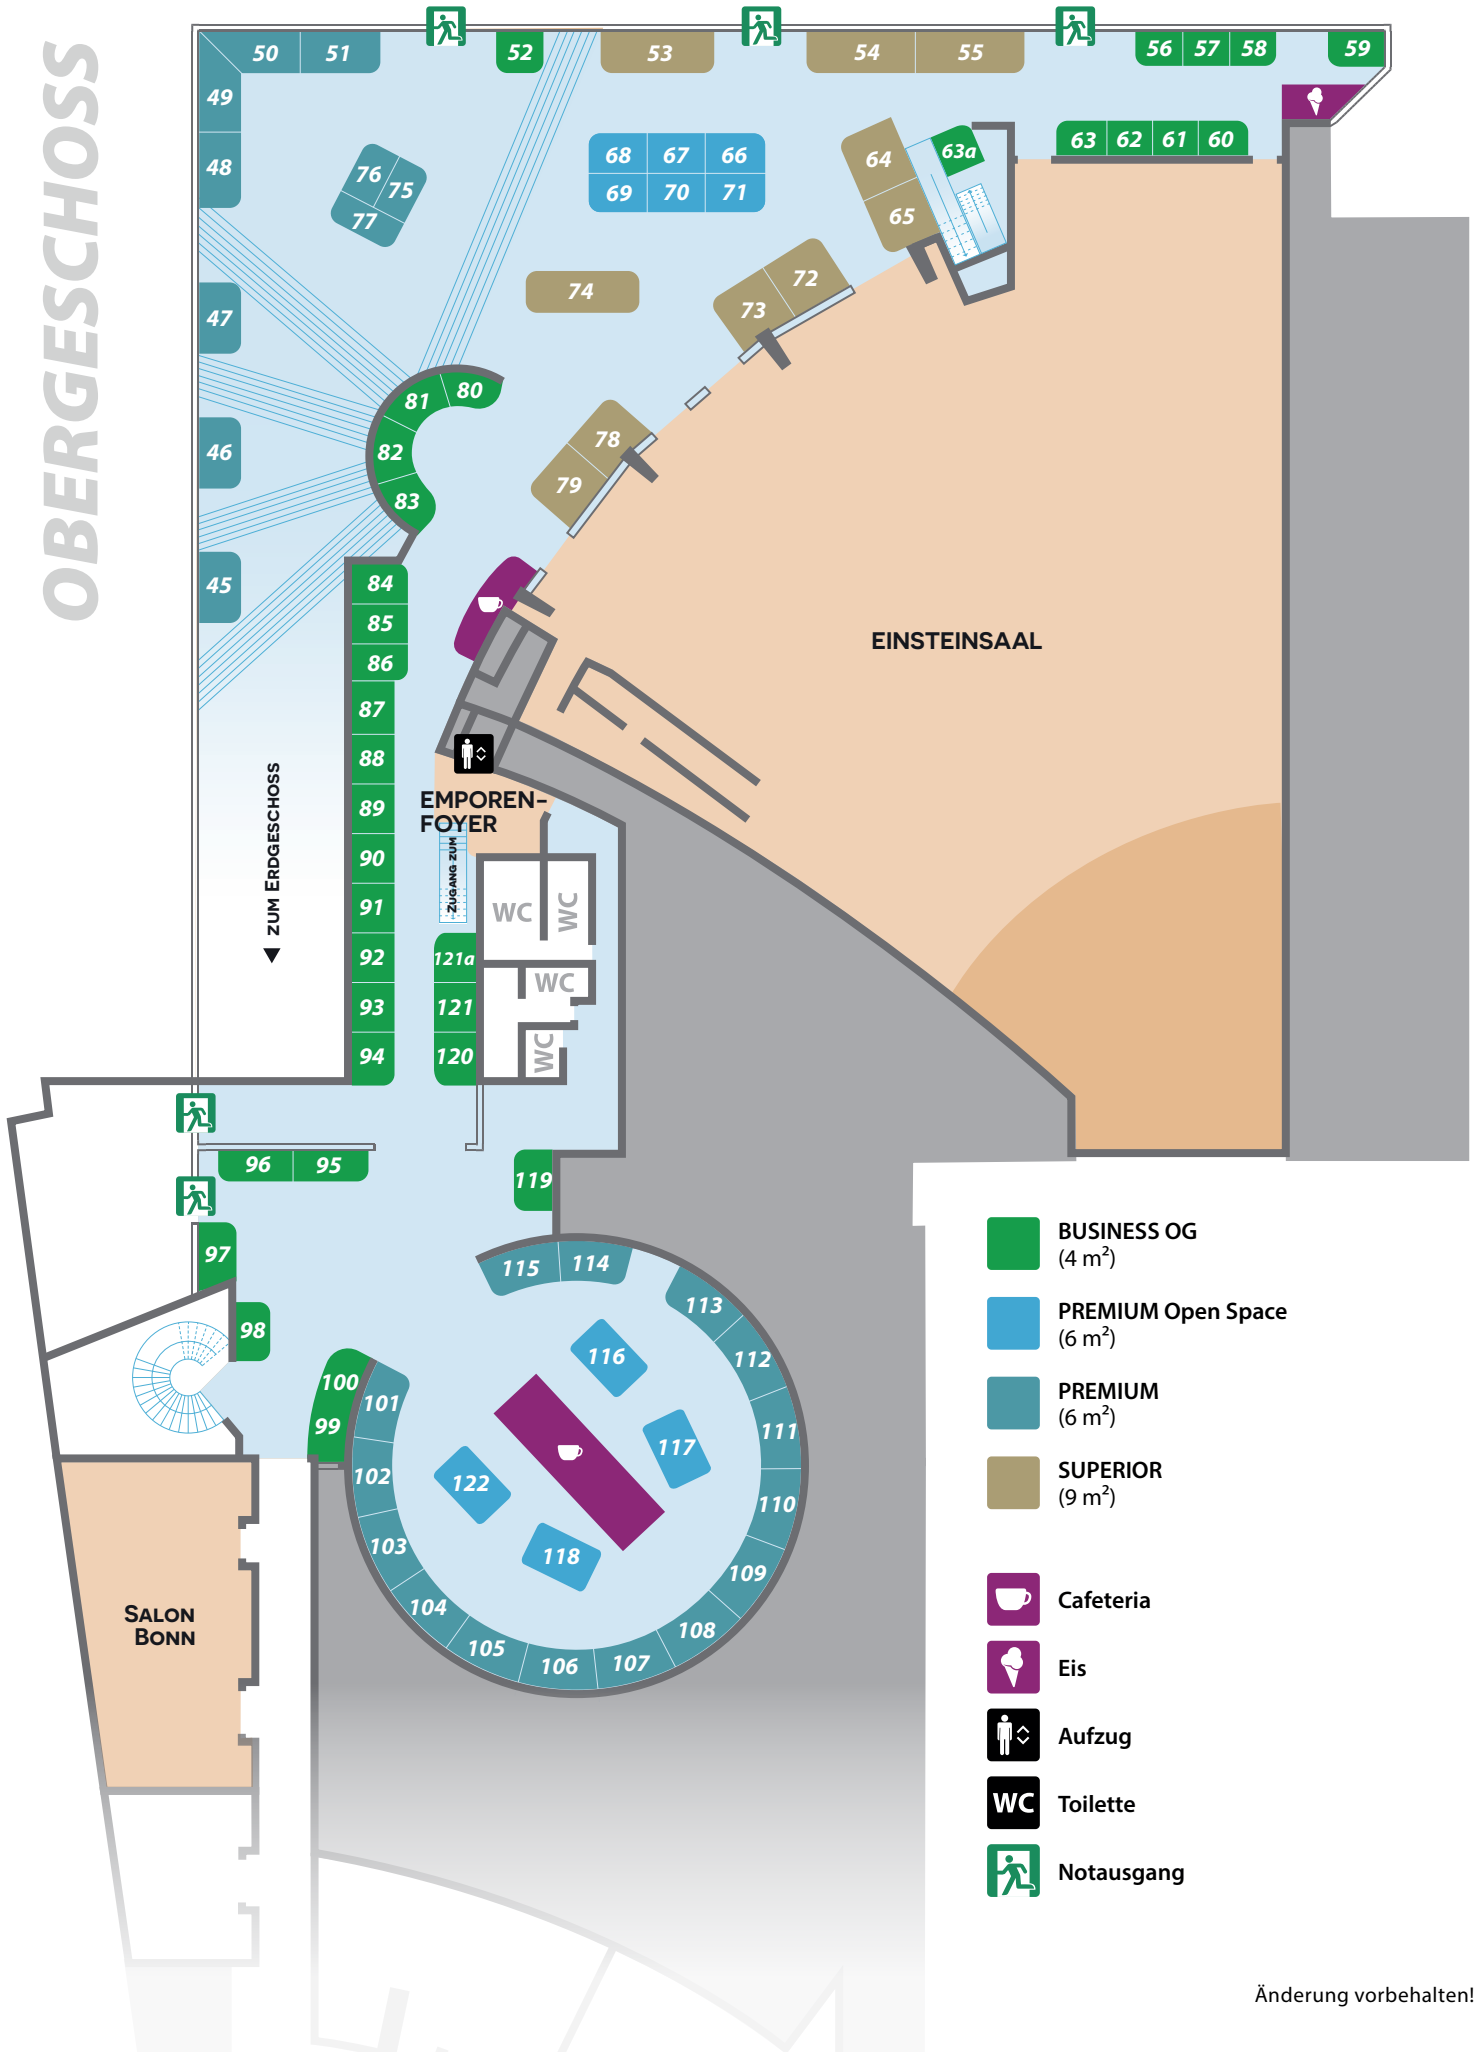 OBERGESCHOSS
50
51
52
53
54
55
56
57
58
59
49
48
76
75
77
68
67
66
69
70
71
64
65
63a
63
62
61
60
47
74
72
73
46
81
80
82
83
78
79
45
84
85
86
87
88
89
90
91
92
93
94
EINSTEINSAAL
EMPOREN-
FOYER
ZUGANG ZUM
ZUM ERDGESCHOSS
WC
WC
WC
WC
121a
121
120
96
95
119
97
98
115
114
113
112
111
110
109
108
107
106
105
104
103
102
101
100
99
116
117
122
118
SALON
BONN
BUSINESS OG
(4 m²)
PREMIUM Open Space
(6 m²)
PREMIUM
(6 m²)
SUPERIOR
(9 m²)
Cafeteria
Eis
Aufzug
WC Toilette
Notausgang
Änderung vorbehalten!